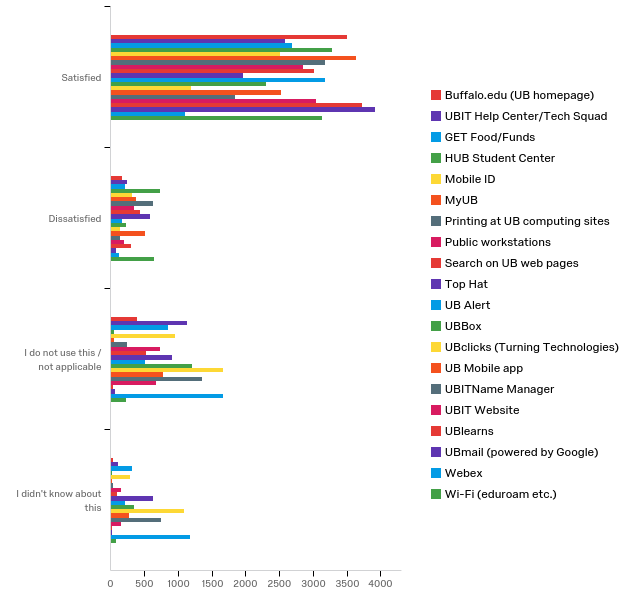 Satisfied
Dissatisfied
I do not use this /
not applicable
I didn't know about
this
0 500 1000 1500 2000 2500 3000 3500 4000
Buffalo.edu (UB homepage)
UBIT Help Center/Tech Squad
GET Food/Funds
HUB Student Center
Mobile ID
MyUB
Printing at UB computing sites
Public workstations
Search on UB web pages
Top Hat
UB Alert
UBBox
UBclicks (Turning Technologies)
UB Mobile app
UBITName Manager
UBIT Website
UBlearns
UBmail (powered by Google)
Webex
Wi-Fi (eduroam etc.)